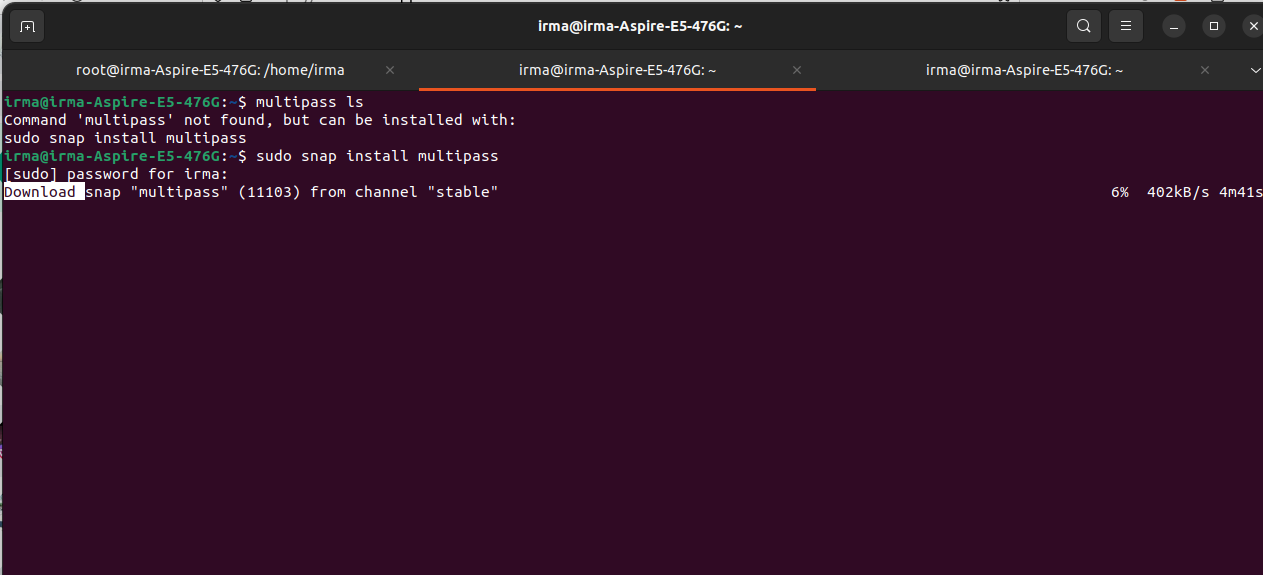 irma@irma-Aspire-E5-476G: ~
root@irma-Aspire-E5-476G: /home/irma
irma@irma-Aspire-E5-476G: ~
irma@irma-Aspire-E5-476G: ~
irma@irma-Aspire-E5-476G:~$ multipass ls
Command 'multipass' not found, but can be installed with:
sudo snap install multipass
irma@irma-Aspire-E5-476G:~$ sudo snap install multipass
[sudo] password for irma:
Download snap "multipass" (11103) from channel "stable" 6% 402kB/s 4m41s